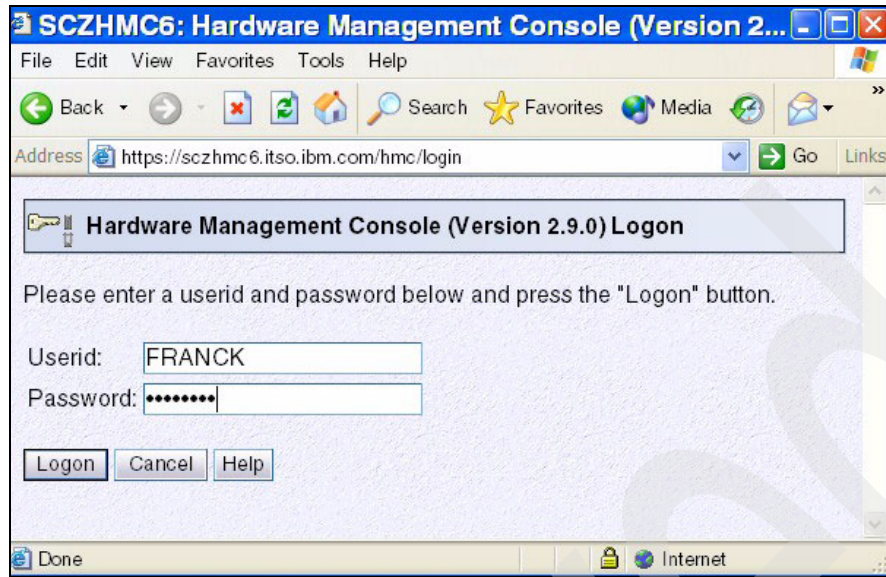 SCZHMC6: Hardware Management Console (Version 2...
File Edit View Favorites Tools Help
Back Search Favorites Media »
Address https://sczhmc6.itso.ibm.com/hmc/login Go Links
Hardware Management Console (Version 2.9.0) Logon
Please enter a userid and password below and press the "Logon" button.
Userid: FRANCK
Password: ••••••••
Logon Cancel Help
Done Internet